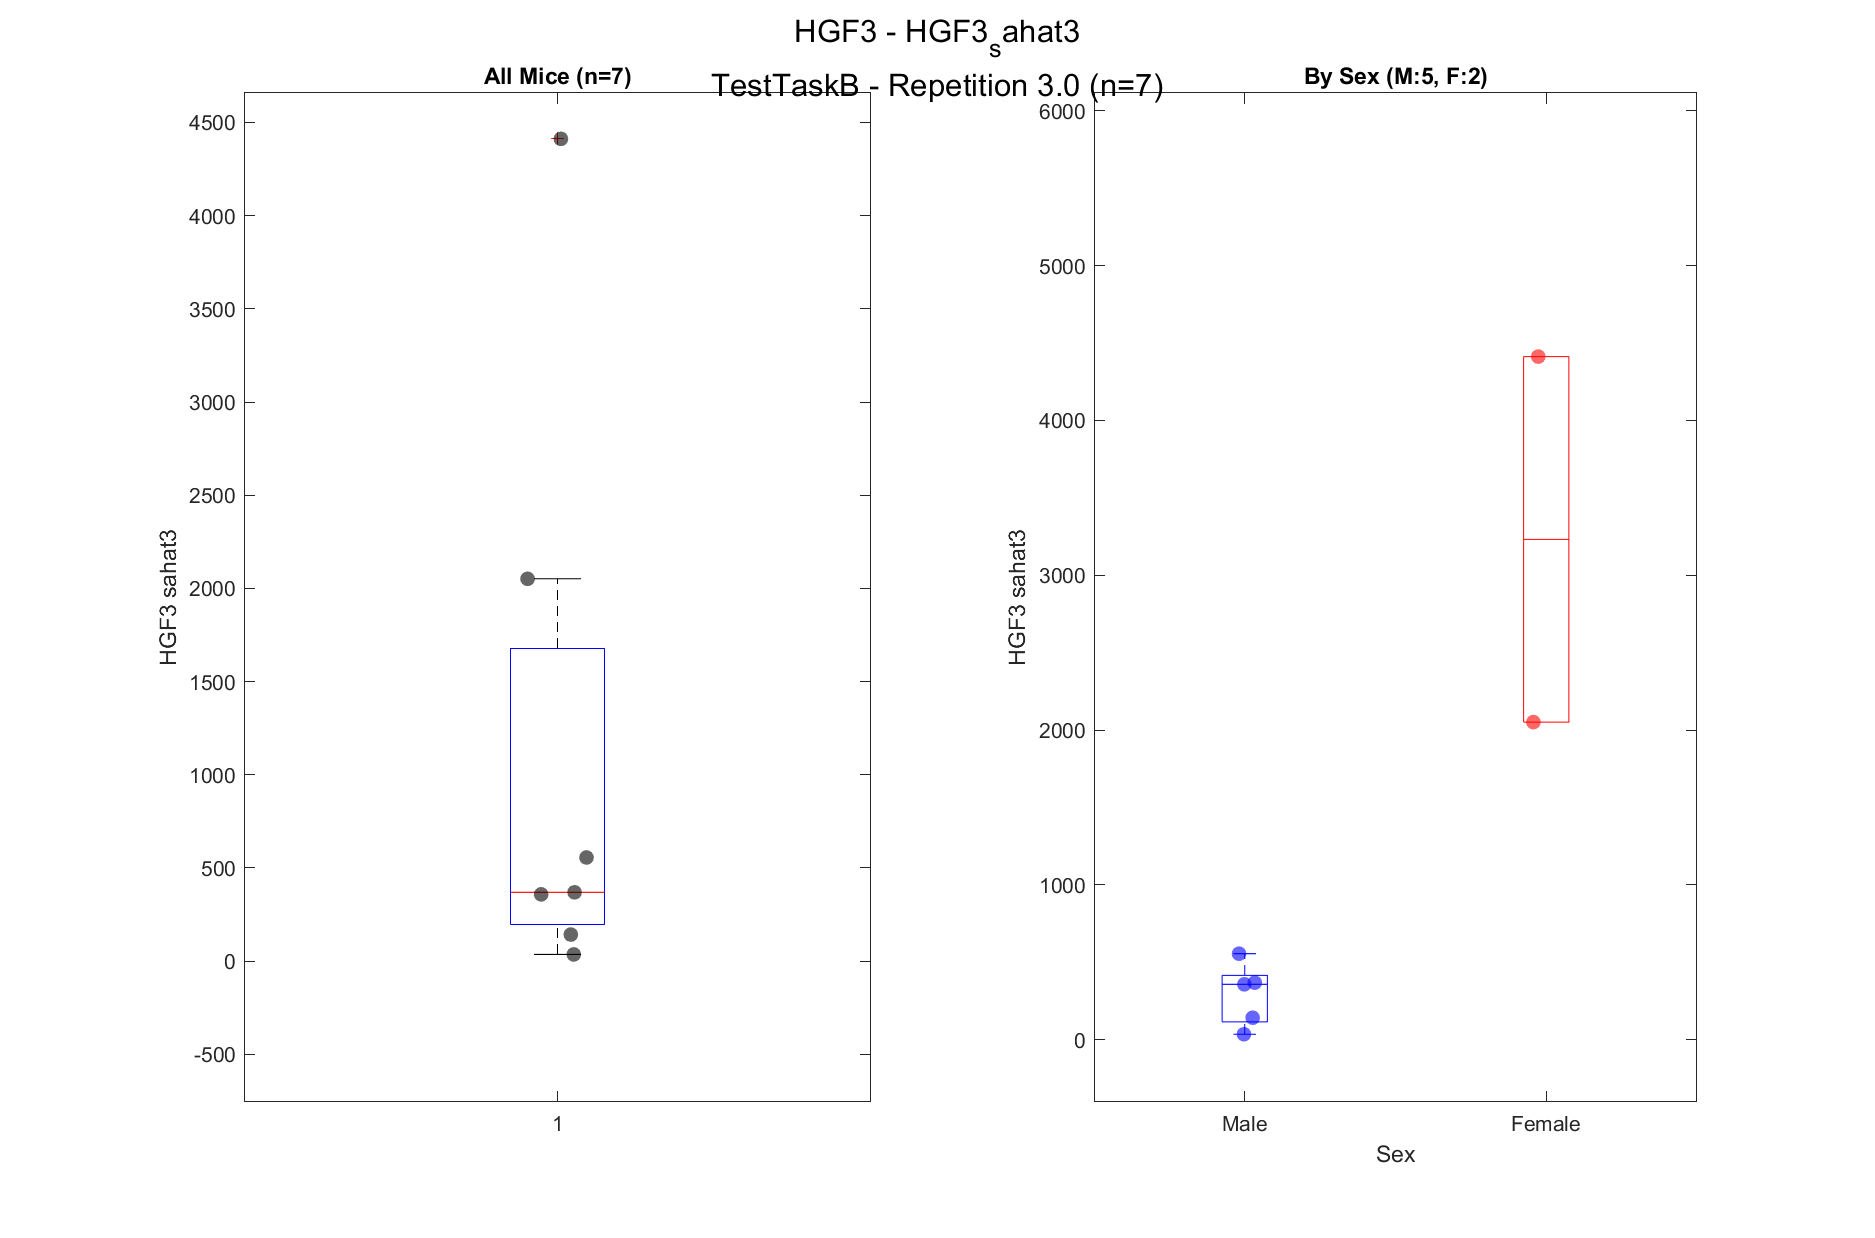 HGF3 - HGF3sahat3
TestTaskB - Repetition 3.0 (n=7)
All Mice (n=7)
4500
4000
3500
3000
2500
2000
1500
1000
500
0
-500
HGF3 sahat3
1
By Sex (M:5, F:2)
6000
5000
4000
3000
2000
1000
0
HGF3 sahat3
Male Female
Sex